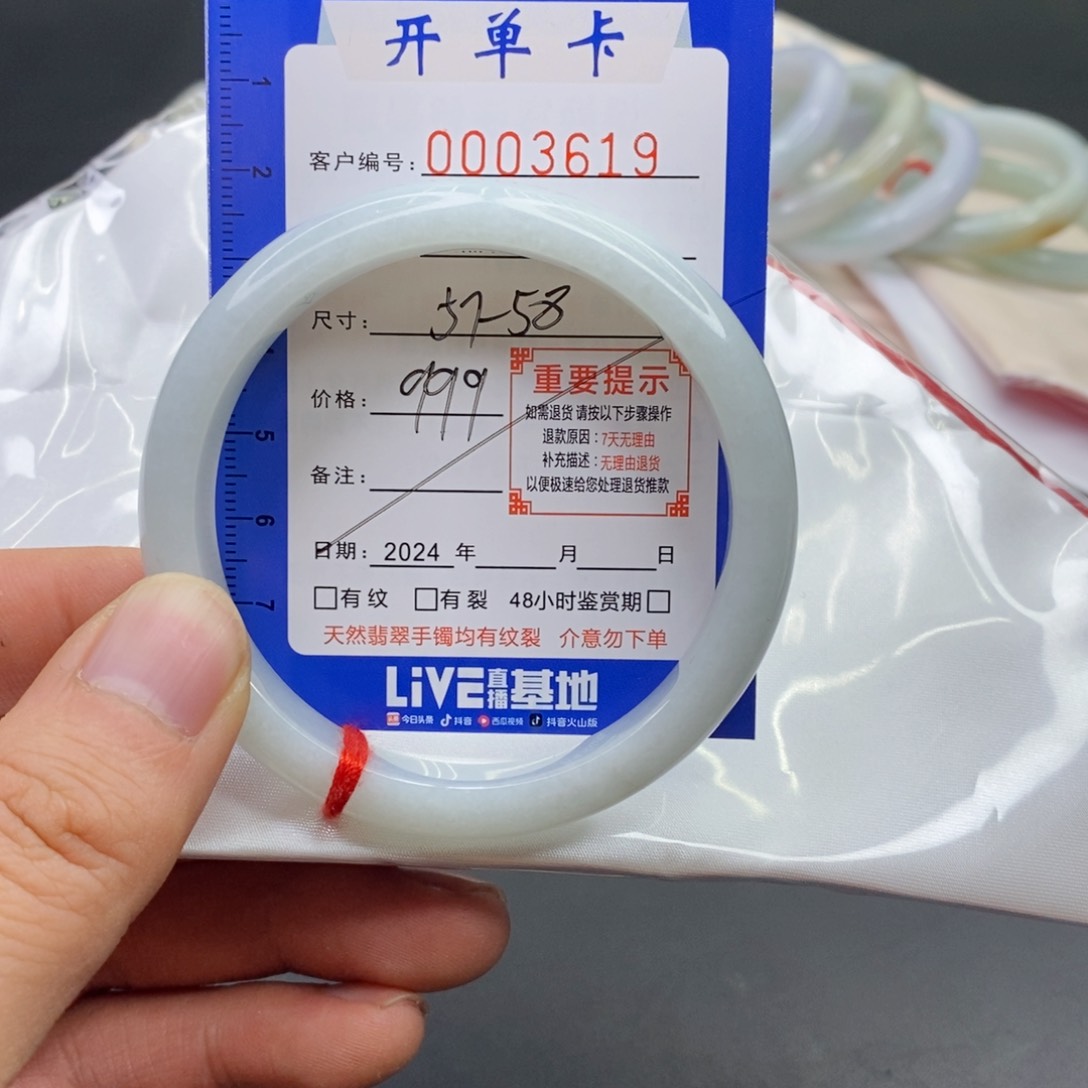 开单卡
1
客户编号: 0003619
2
尺寸: 57-58
价格: 999
重要提示
如需退货 请按以下步骤操作
退款原因:7天无理由
补充描述:无理由退货
以便极速给您处理退货推款
5
备注:
6
日期: 2024 年 月 日
7
□有纹 □有裂 48小时鉴赏期□
天然翡翠手镯均有纹裂 介意勿下单
LiVE直播基地
今日头条 抖音 西瓜视频 抖音火山版